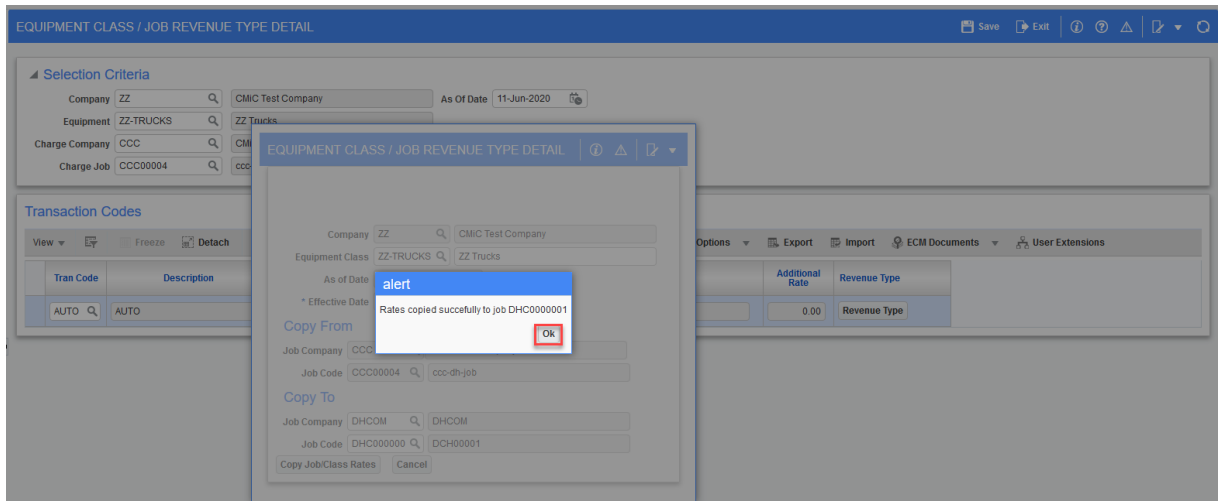 EQUIPMENT CLASS / JOB REVENUE TYPE DETAIL Save Exit
Selection Criteria
Company ZZ CMiC Test Company As Of Date 11-Jun-2020
Equipment ZZ-TRUCKS ZZ Trucks
Charge Company CCC
Charge Job CCC00004
EQUIPMENT CLASS / JOB REVENUE TYPE DETAIL
Transaction Codes
View Freeze Detach Options Export Import ECM Documents User Extensions
Tran Code Description Additional Rate Revenue Type
AUTO AUTO 0.00 Revenue Type
Company ZZ CMiC Test Company
Equipment Class ZZ-TRUCKS ZZ Trucks
As of Date
* Effective Date
alert
Rates copied succefully to job DHC0000001
Ok
Copy From
Job Company CCC
Job Code CCC00004 ccc-dh-job
Copy To
Job Company DHCOM DHCOM
Job Code DHC000000 DCH00001
Copy Job/Class Rates Cancel